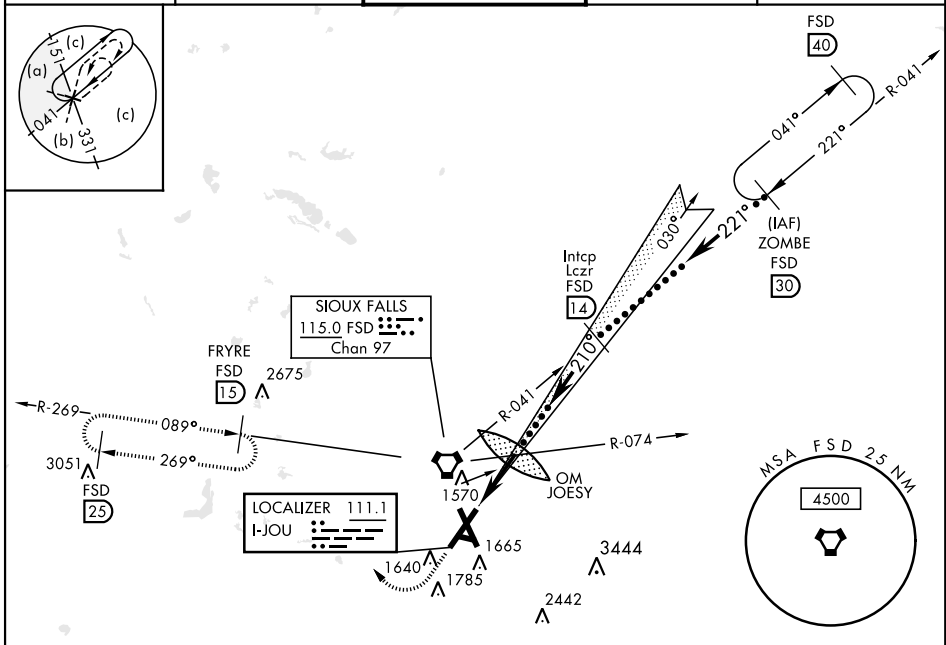 (c)
151
(a)
041
(b)
331
(c)
FSD
40
R-041
041°
221°
221°
(IAF)
ZOMBE
FSD
30
030°
Intcp
Lczr
FSD
14
210°
SIOUX FALLS
115.0 FSD
Chan 97
FRYRE
FSD
15
2675
R-269
089°
269°
3051
FSD
25
R-041
R-074
1570
OM
JOESY
LOCALIZER 111.1
I-JOU
1640
1665
1785
3444
2442
MSA FSD 25 NM
4500